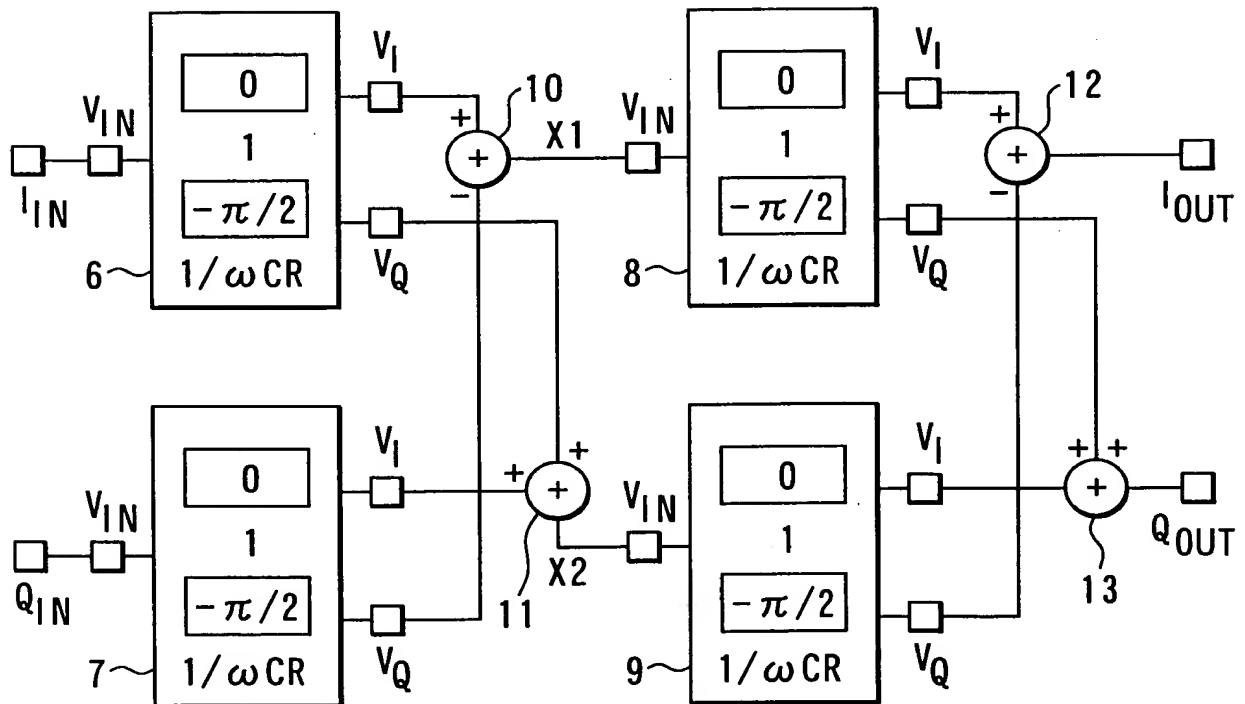 V_I
0
10
V_IN
1
X1
I_IN
-π/2
V_Q
6
1/ωCR
V_I
0
12
V_IN
1
-π/2
I_OUT
V_Q
8
1/ωCR
+
+
-
+
+
-
V_I
0
V_IN
1
+
+
+
11
Q_IN
-π/2
V_Q
7
1/ωCR
V_I
0
V_IN
1
X2
+
+
+
Q_OUT
13
-π/2
V_Q
9
1/ωCR